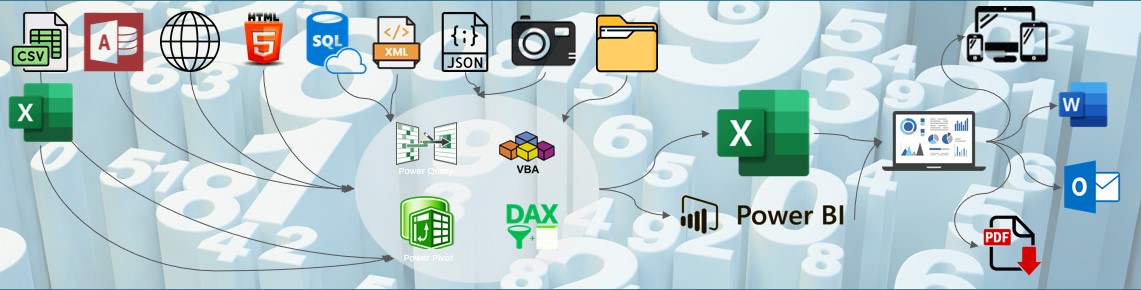 CSV
A
HTML
5
SQL
</>
XML
{;}
JSON
X
Power Query
VBA
Power Pivot
DAX
X
Power BI
W
O
PDF